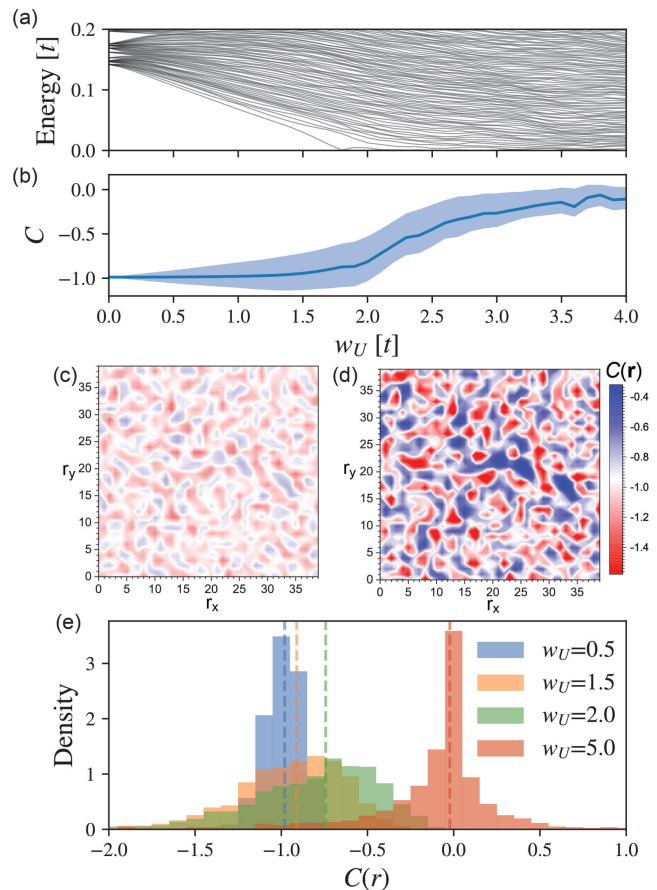 (a)
Energy [t]
0.2
0.1
0.0
(b)
C
0.0
−0.5
−1.0
0.0 0.5 1.0 1.5 2.0 2.5 3.0 3.5 4.0
w_U [t]
(c)
r_y
35
30
25
20
15
10
5
0
0 5 10 15 20 25 30 35
r_x
(d)
r_y
35
30
25
20
15
10
5
0
0 5 10 15 20 25 30 35
r_x
C(r)
-0.4
-0.6
-0.8
-1.0
-1.2
-1.4
(e)
Density
3
2
1
0
w_U=0.5
w_U=1.5
w_U=2.0
w_U=5.0
−2.0 −1.5 −1.0 −0.5 0.0 0.5 1.0
C(r)